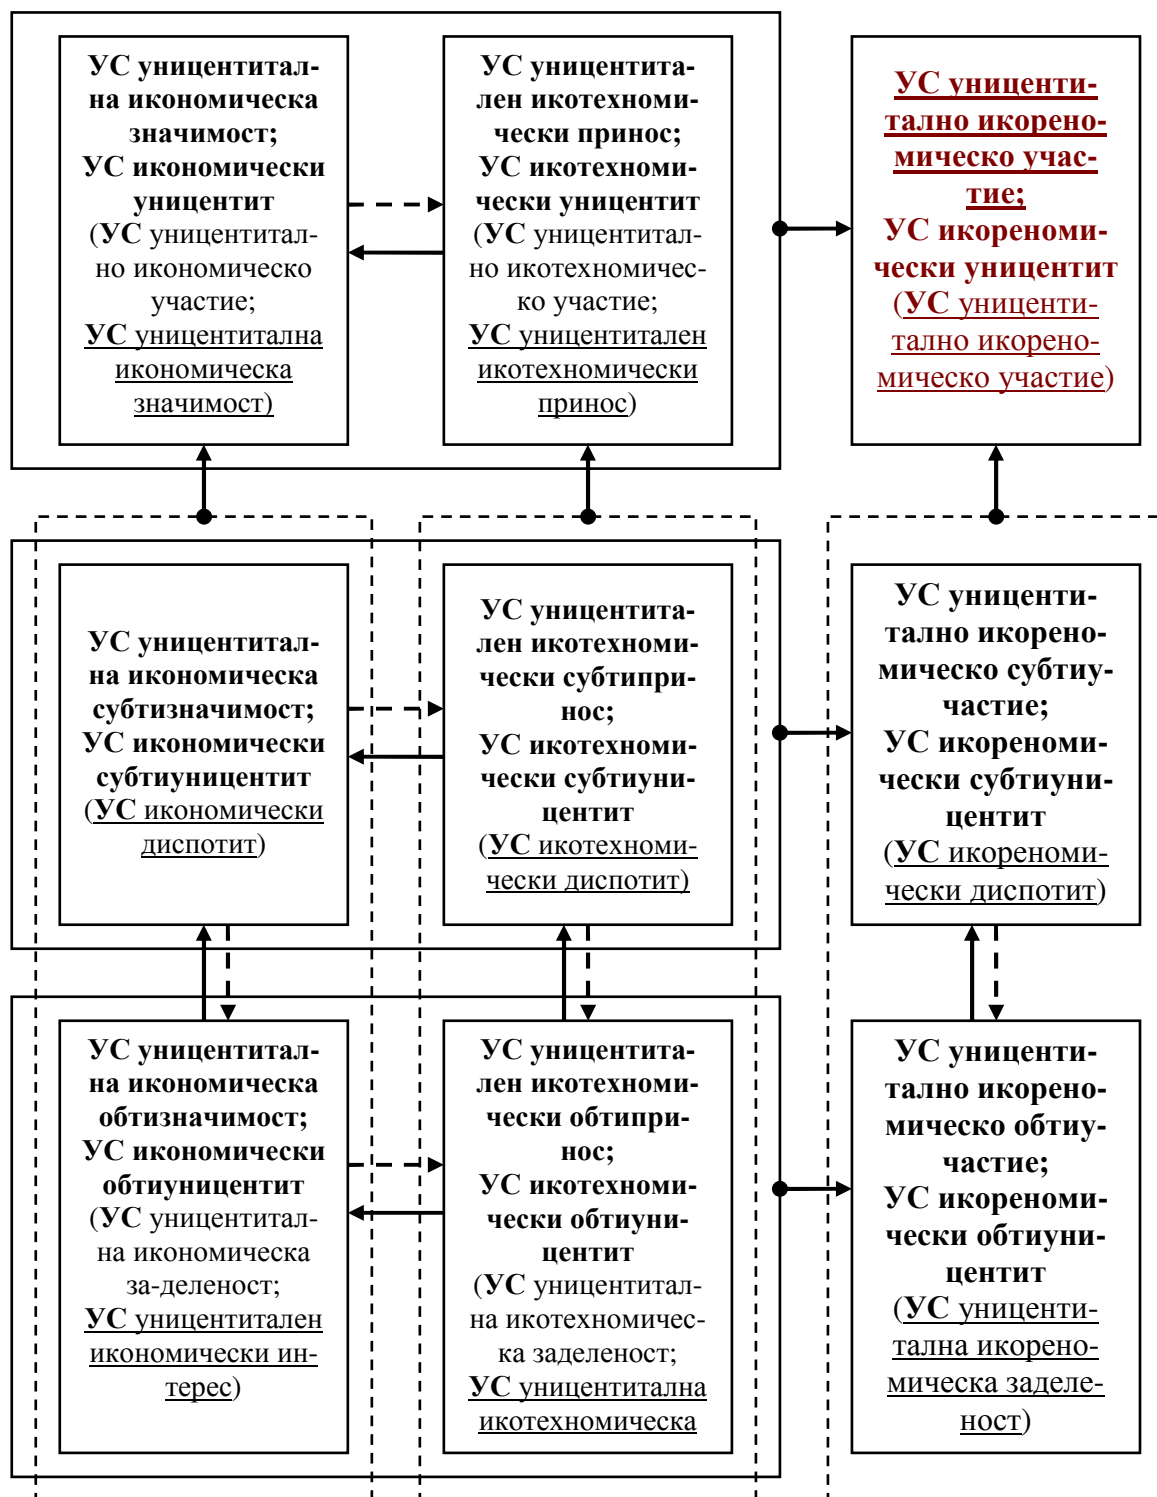 УС уницентитал-
на икономическа
значимост;
УС икономически
уницентит
(УС уницентитал-
но икономическо
участие;
УС уницентитална
икономическа
значимост)
УС уницентита-
лен икотехноми-
чески принос;
УС икотехноми-
чески уницентит
(УС уницентитал-
но икотехномичес-
ко участие;
УС уницентитален
икотехномически
принос)
УС униценти-
тално икорено-
мическо учас-
тие;
УС икореноми-
чески уницентит
(УС униценти-
тално икорено-
мическо участие)
УС уницентитал-
на икономическа
субтизначимост;
УС икономически
субтиуницентит
(УС икономически
диспотит)
УС уницентита-
лен икотехноми-
чески субтипри-
нос;
УС икотехноми-
чески субтиуни-
центит
(УС икотехноми-
чески диспотит)
УС униценти-
тално икорено-
мическо субтиу-
частие;
УС икореноми-
чески субтиуни-
центит
(УС икореноми-
чески диспотит)
УС уницентитал-
на икономическа
обтизначимост;
УС икономически
обтиуницентит
(УС уницентитал-
на икономическа
за-деленост;
УС уницентитален
икономически ин-
терес)
УС уницентита-
лен икотехноми-
чески обтипри-
нос;
УС икотехноми-
чески обтиуни-
центит
(УС уницентитал-
на икотехномичес-
ка заделеност;
УС уницентитална
икотехномическа
УС униценти-
тално икорено-
мическо обтиу-
частие;
УС икореноми-
чески обтиуни-
центит
(УС униценти-
тална икорено-
мическа заделе-
ност)